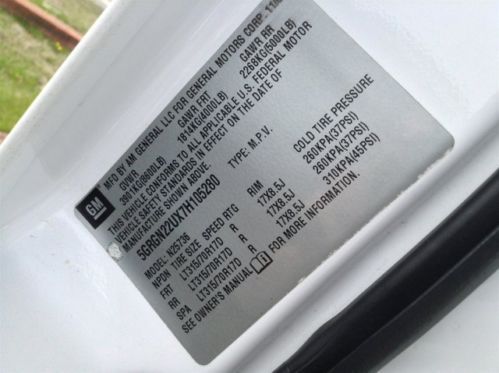 GM
MFD BY AM GENERAL LLC FOR GENERAL MOTORS CORP.
GVWR GAWR FRT GAWR RR
3901KG(8600LB) 1814KG(4000LB) 2268KG(5000LB)
THIS VEHICLE CONFORMS TO ALL APPLICABLE U.S. FEDERAL MOTOR
VEHICLE SAFETY STANDARDS IN EFFECT ON THE DATE OF
MANUFACTURE SHOWN ABOVE.
5GRGN22UX7H105280 TYPE: M.P.V.
MODEL: N25736
NPDN TIRE SIZE SPEED RTG RIM COLD TIRE PRESSURE
FRT LT315/70R17D R 17X8.5J 260KPA(37PSI)
RR LT315/70R17D R 17X8.5J 260KPA(37PSI)
SPA LT315/70R17D R 17X8.5J 310KPA(45PSI)
SEE OWNER'S MANUAL FOR MORE INFORMATION.